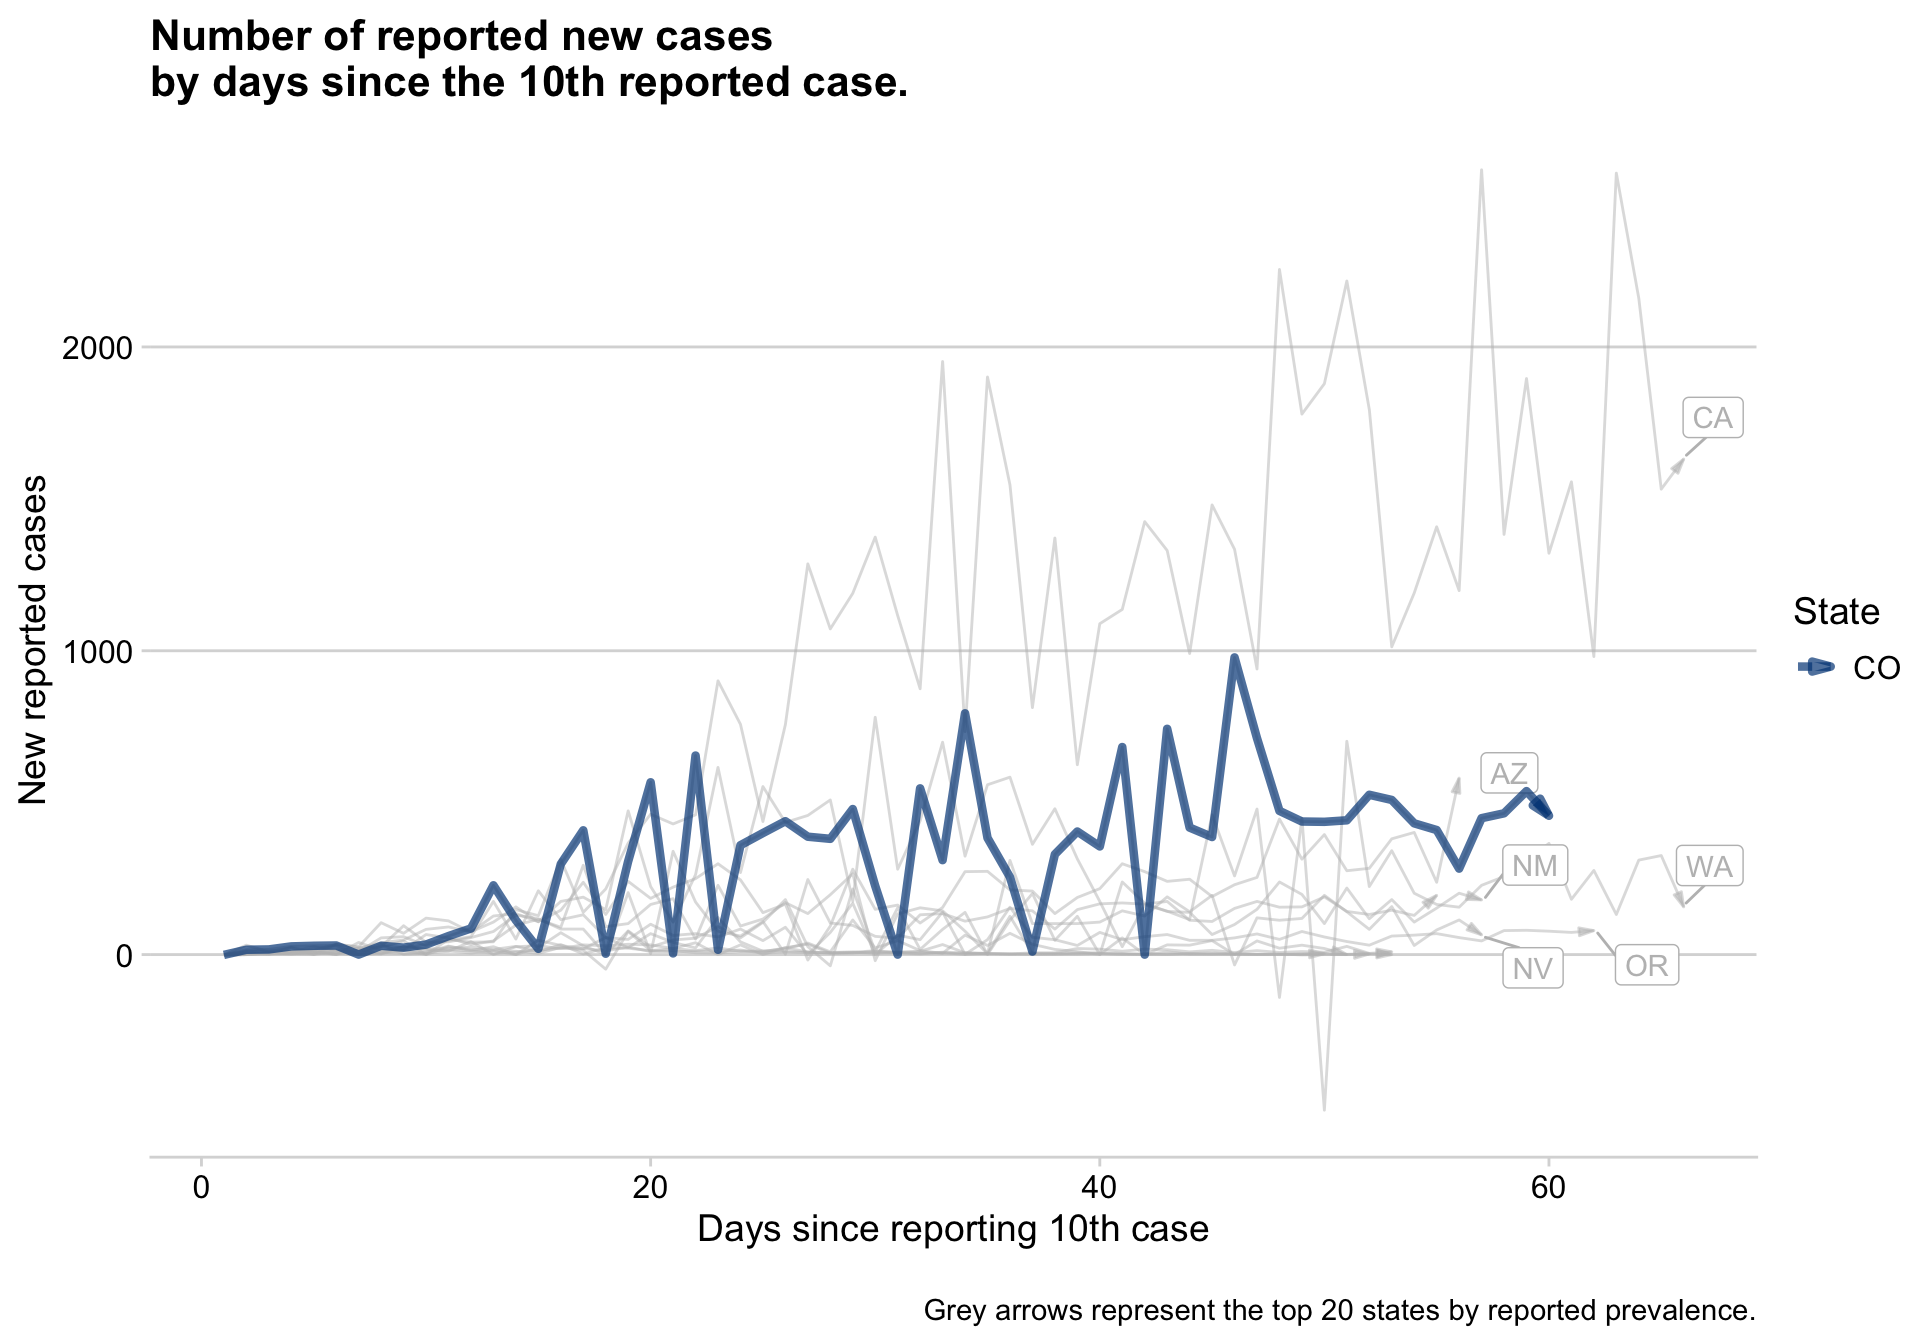 Number of reported new cases
by days since the 10th reported case.
New reported cases
2000
1000
0
CA
AZ
NM
WA
NV
OR
State
CO
0
20
40
60
Days since reporting 10th case
Grey arrows represent the top 20 states by reported prevalence.